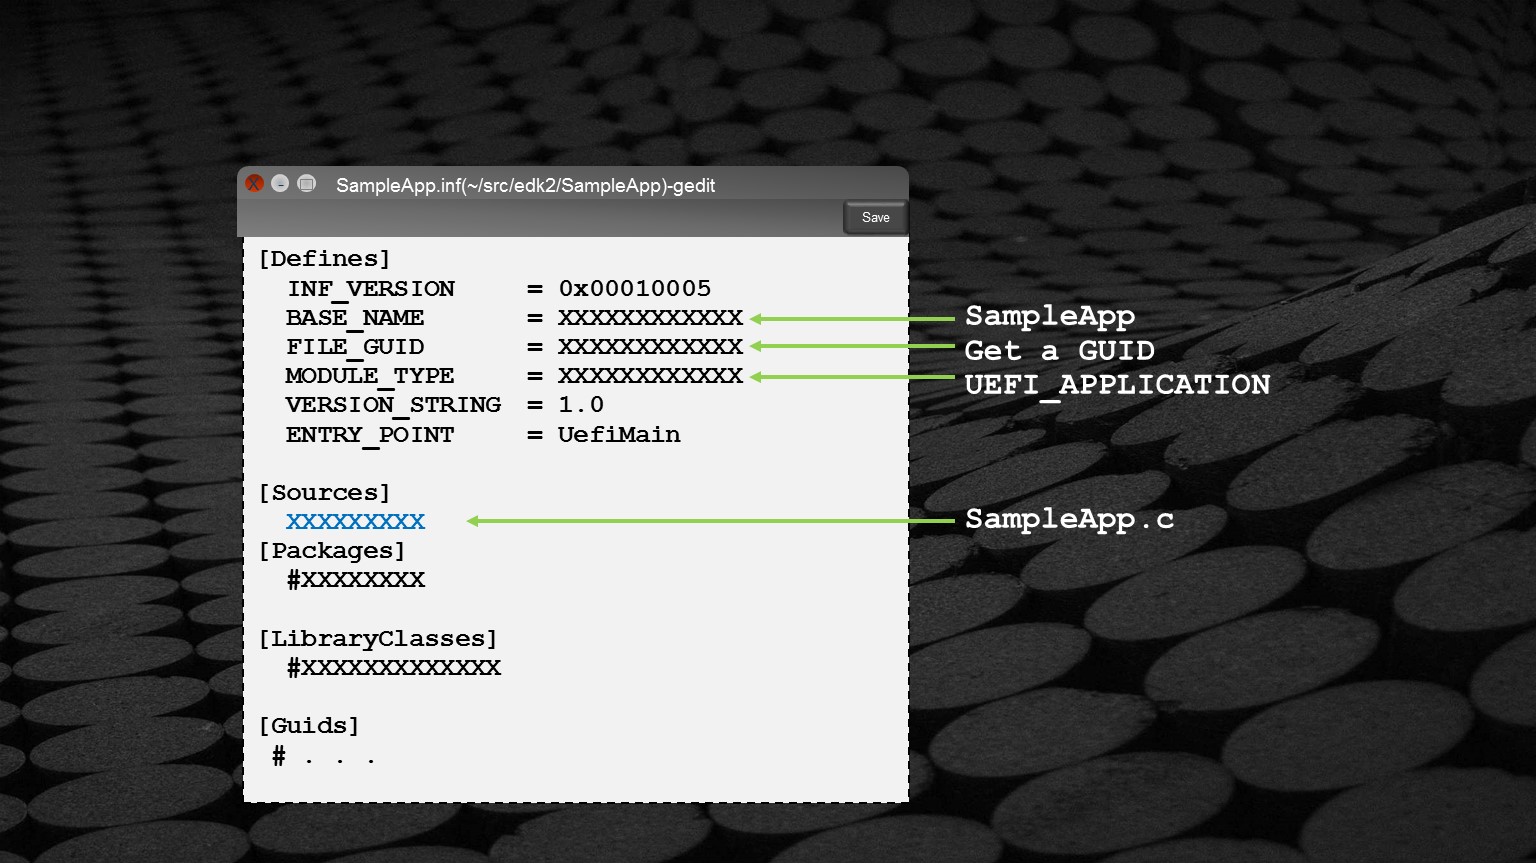 SampleApp.inf(~/src/edk2/SampleApp)-gedit
Save
[Defines]
INF_VERSION = 0x00010005
BASE_NAME = XXXXXXXXXXXX
SampleApp
FILE_GUID = XXXXXXXXXXXX
Get a GUID
MODULE_TYPE = XXXXXXXXXXXX
UEFI_APPLICATION
VERSION_STRING = 1.0
ENTRY_POINT = UefiMain
[Sources]
XXXXXXXXX
SampleApp.c
[Packages]
#XXXXXXXX
[LibraryClasses]
#XXXXXXXXXXXXX
[Guids]
# . . .